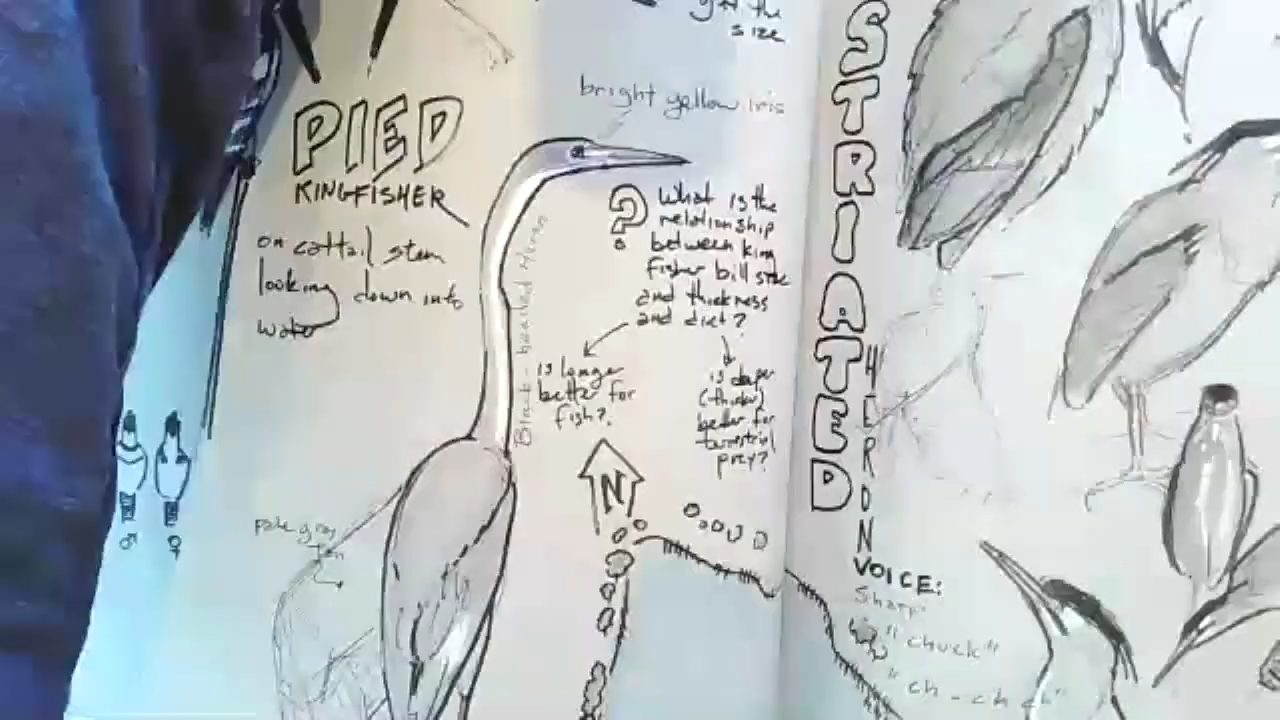 the
size
PIED
KINGFISHER
on cattail stem
looking down into
water
bright yellow iris
Black-headed Heron
?
What is the
relationship
between king
fisher bill size
and thickness
and diet?
is longer
better for
fish?
is deeper
(thicker)
better for
terrestrial
prey?
N
pale gray
♂ ♀
STRIATED
HERON
VOICE:
Sharp
"chuck"